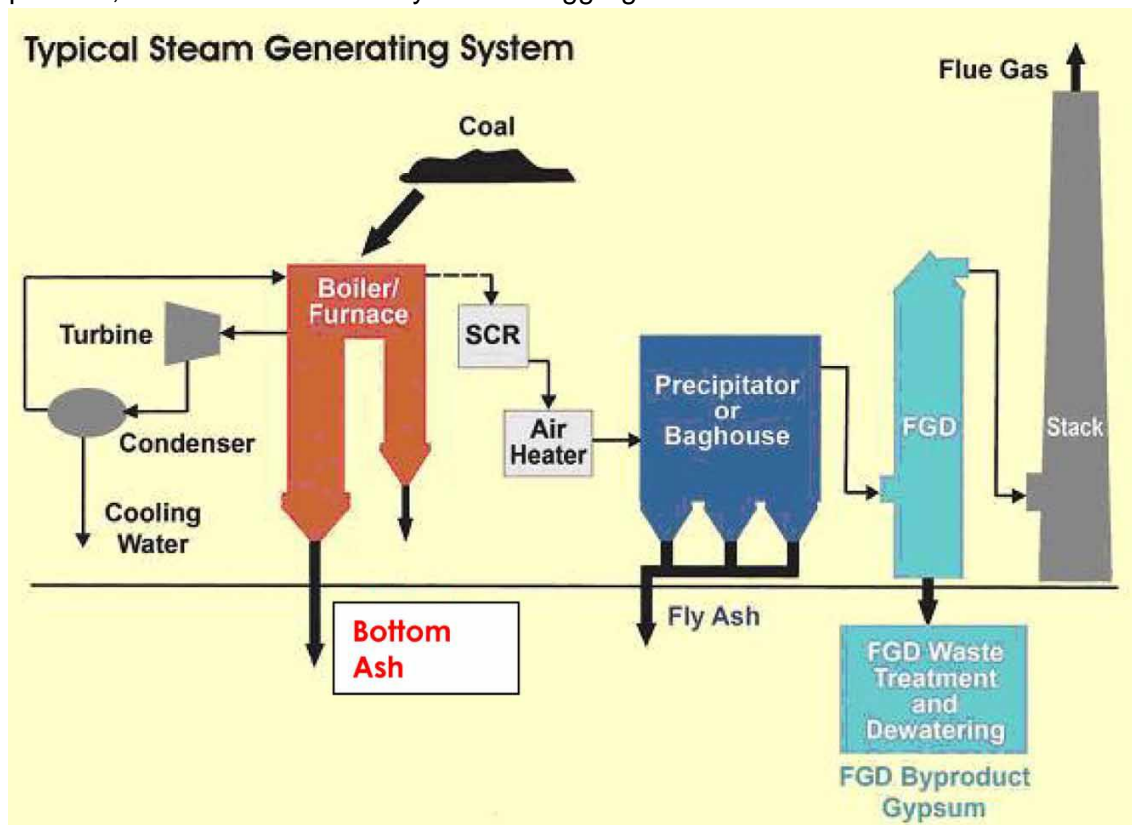 Typical Steam Generating System
Flue Gas
Coal
Boiler/
Furnace
Turbine
SCR
Precipitator
or
Baghouse
Condenser
Air
Heater
FGD
Stack
Cooling
Water
Bottom
Ash
Fly Ash
FGD Waste
Treatment
and
Dewatering
FGD Byproduct
Gypsum